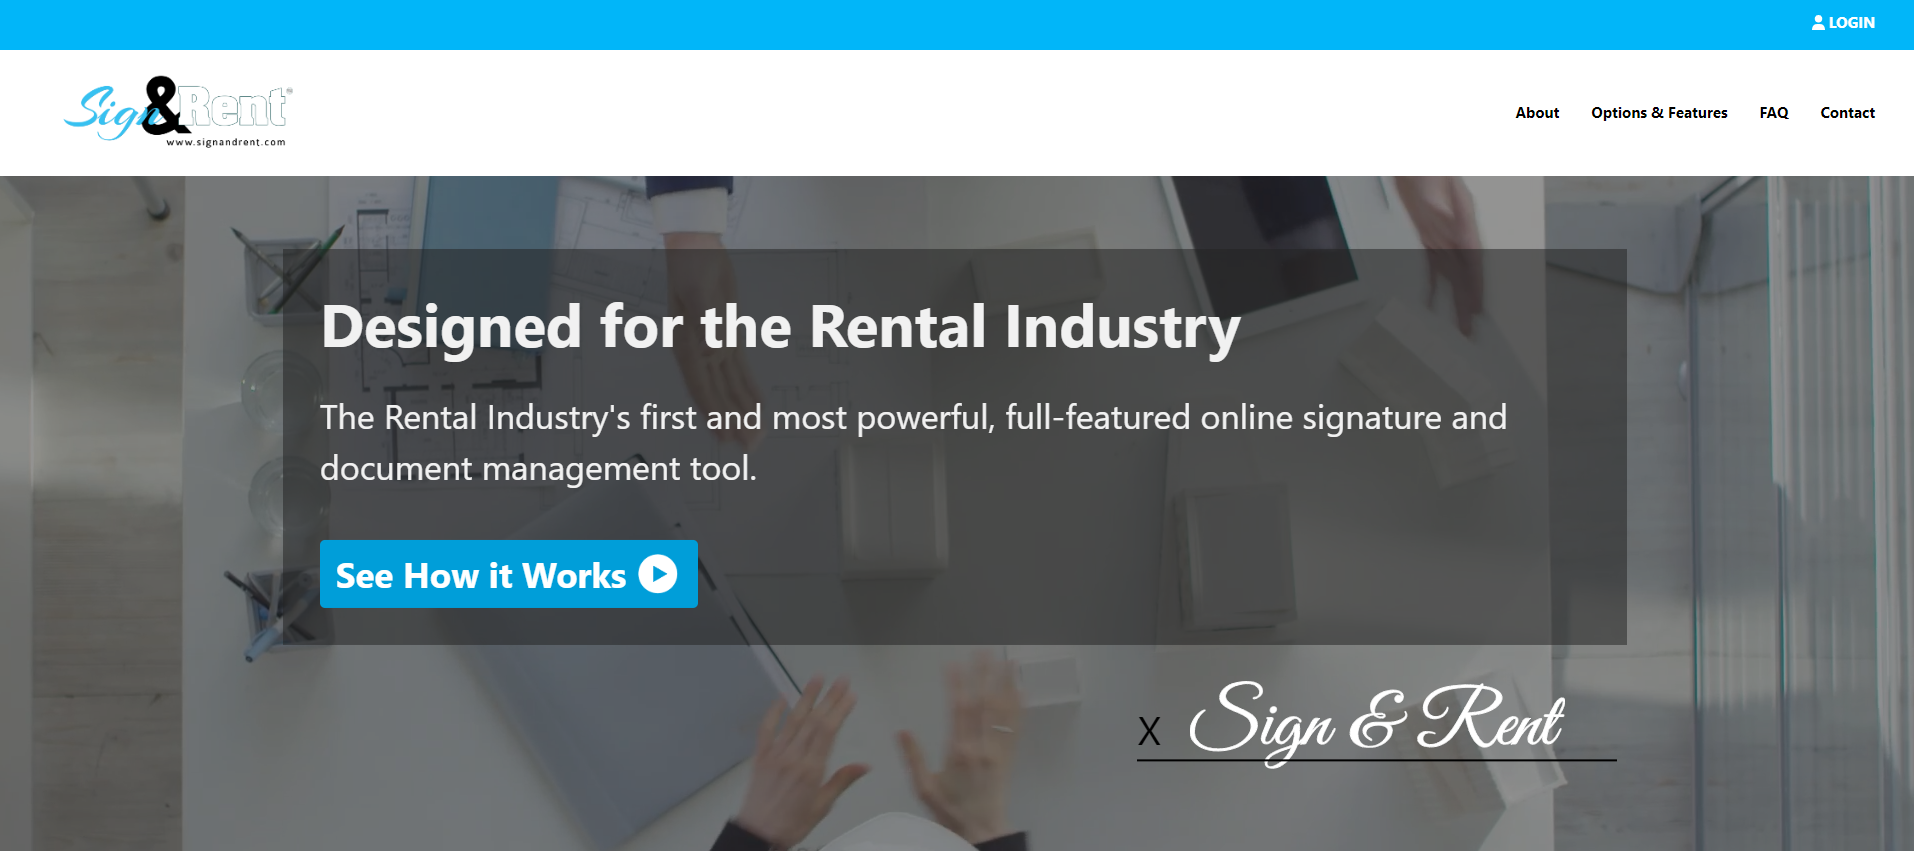 LOGIN
Sign&Rent
www.signandrent.com
About Options & Features FAQ Contact
Designed for the Rental Industry
The Rental Industry's first and most powerful, full-featured online signature and
document management tool.
See How it Works
X Sign & Rent